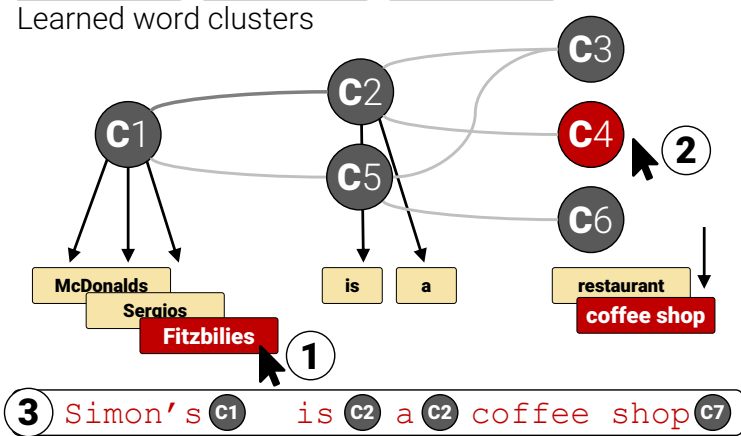 Learned word clusters
C3
C2
C1
C4
2
C5
C6
McDonalds
is
a
restaurant
Sergios
coffee shop
Fitzbilies
1
3 Simon's C1 is C2 a C2 coffee shop C7